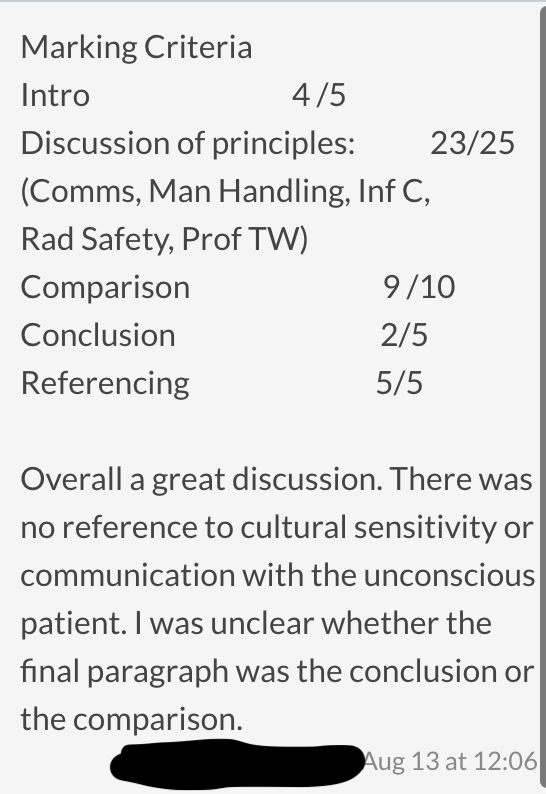 Marking Criteria
Intro 4 /5
Discussion of principles: 23/25
(Comms, Man Handling, Inf C,
Rad Safety, Prof TW)
Comparison 9 /10
Conclusion 2/5
Referencing 5/5
Overall a great discussion. There was
no reference to cultural sensitivity or
communication with the unconscious
patient. I was unclear whether the
final paragraph was the conclusion or
the comparison.
Aug 13 at 12:06